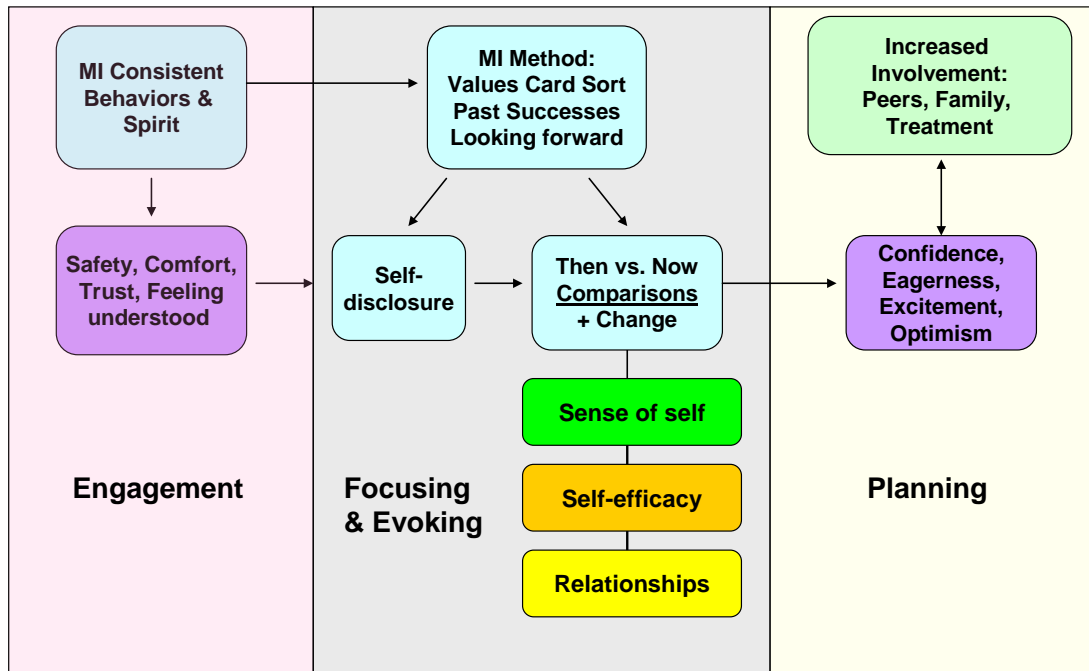 MI Consistent
Behaviors &
Spirit
Safety, Comfort,
Trust, Feeling
understood
Engagement
MI Method:
Values Card Sort
Past Successes
Looking forward
Self-
disclosure
Then vs. Now
Comparisons
+ Change
Sense of self
Self-efficacy
Relationships
Focusing
& Evoking
Increased
Involvement:
Peers, Family,
Treatment
Confidence,
Eagerness,
Excitement,
Optimism
Planning